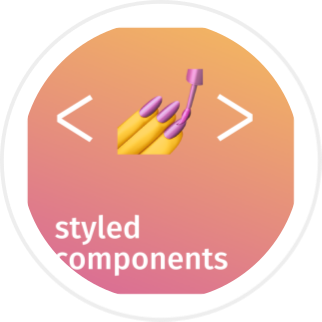 < >
styled
components